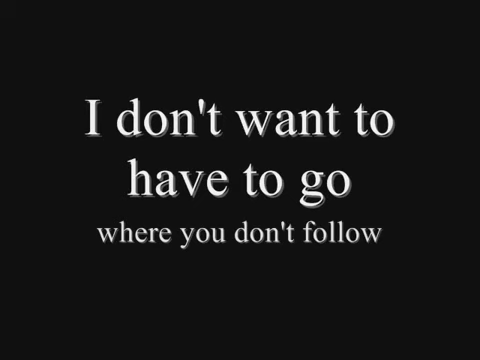 I don't want to
have to go
where you don't follow